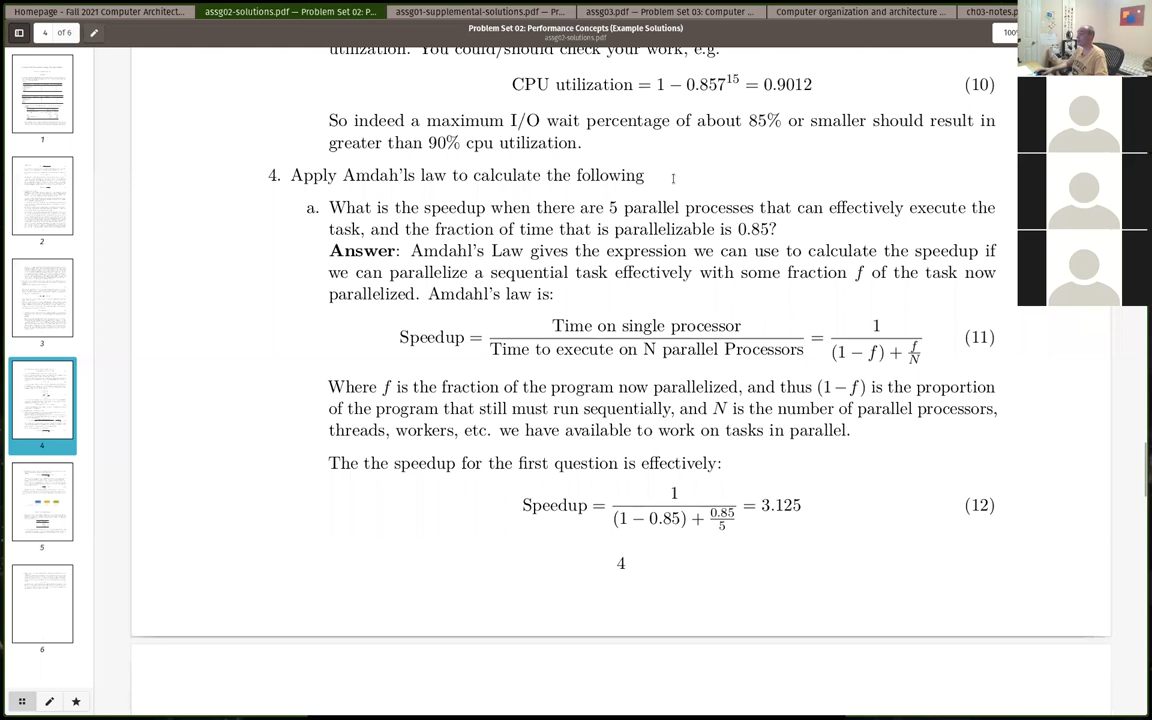 Homepage - Fall 2021 Computer Architect...
assg02-solutions.pdf — Problem Set 02: P...
assg01-supplemental-solutions.pdf — Pr...
assg03.pdf — Problem Set 03: Computer ...
Computer organization and architecture ...
ch03-notes.p
4 of 6
Problem Set 02: Performance Concepts (Example Solutions)
assg02-solutions.pdf
100
utilization. You could/should check your work, e.g.
CPU utilization = 1 − 0.857^15 = 0.9012 (10)
So indeed a maximum I/O wait percentage of about 85% or smaller should result in
greater than 90% cpu utilization.
4. Apply Amdah'ls law to calculate the following
a. What is the speedup when there are 5 parallel processes that can effectively execute the
task, and the fraction of time that is parallelizable is 0.85?
Answer: Amdahl's Law gives the expression we can use to calculate the speedup if
we can parallelize a sequential task effectively with some fraction f of the task now
parallelized. Amdahl's law is:
Speedup = Time on single processor / Time to execute on N parallel Processors = 1 / (1 − f) + f/N (11)
Where f is the fraction of the program now parallelized, and thus (1 − f) is the proportion
of the program that still must run sequentially, and N is the number of parallel processors,
threads, workers, etc. we have available to work on tasks in parallel.
The the speedup for the first question is effectively:
Speedup = 1 / (1 − 0.85) + 0.85/5 = 3.125 (12)
4
1
2
3
4
5
6